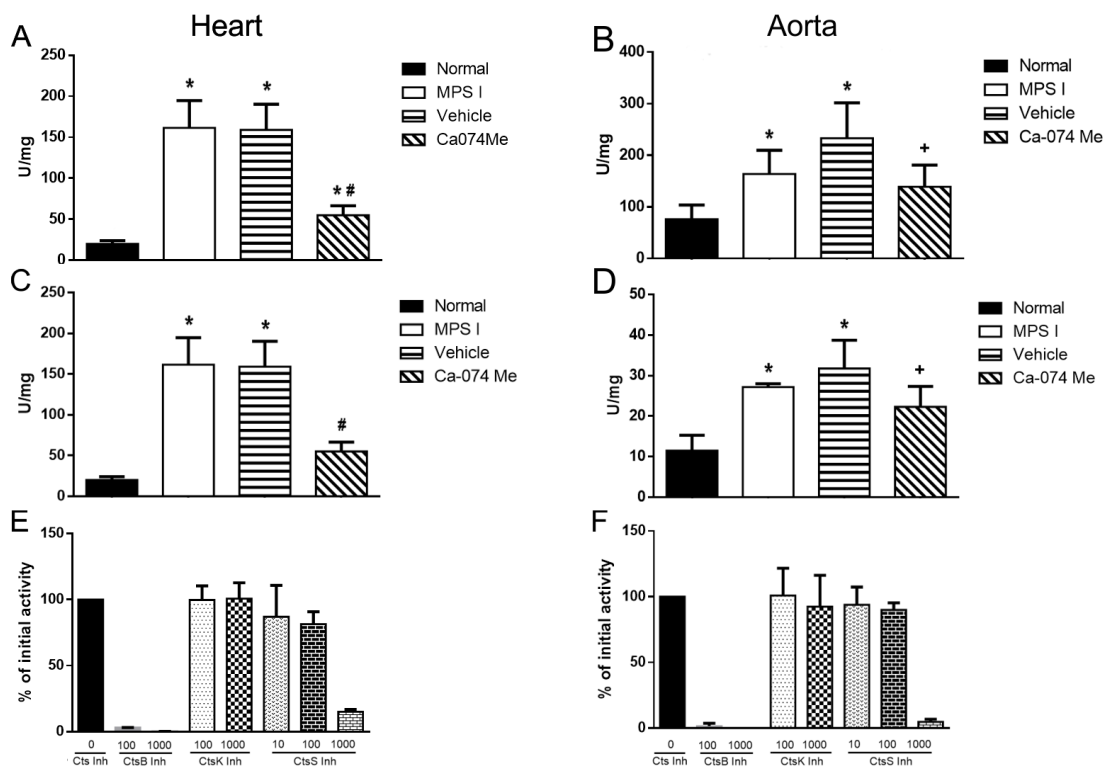 Heart
Aorta
A
250
200
150
100
50
0
U/mg
*
*
* #
Normal
MPS I
Vehicle
Ca074Me
B
400
300
200
100
0
U/mg
*
*
+
Normal
MPS I
Vehicle
Ca-074 Me
C
250
200
150
100
50
0
U/mg
*
*
#
Normal
MPS I
Vehicle
Ca-074 Me
D
50
40
30
20
10
0
U/mg
*
*
+
Normal
MPS I
Vehicle
Ca-074 Me
E
150
100
50
0
% of initial activity
0 100 1000 100 1000 10 100 1000
Cts Inh CtsB Inh CtsK Inh CtsS Inh
F
150
100
50
0
% of initial activity
0 100 1000 100 1000 10 100 1000
Cts Inh CtsB Inh CtsK Inh CtsS Inh